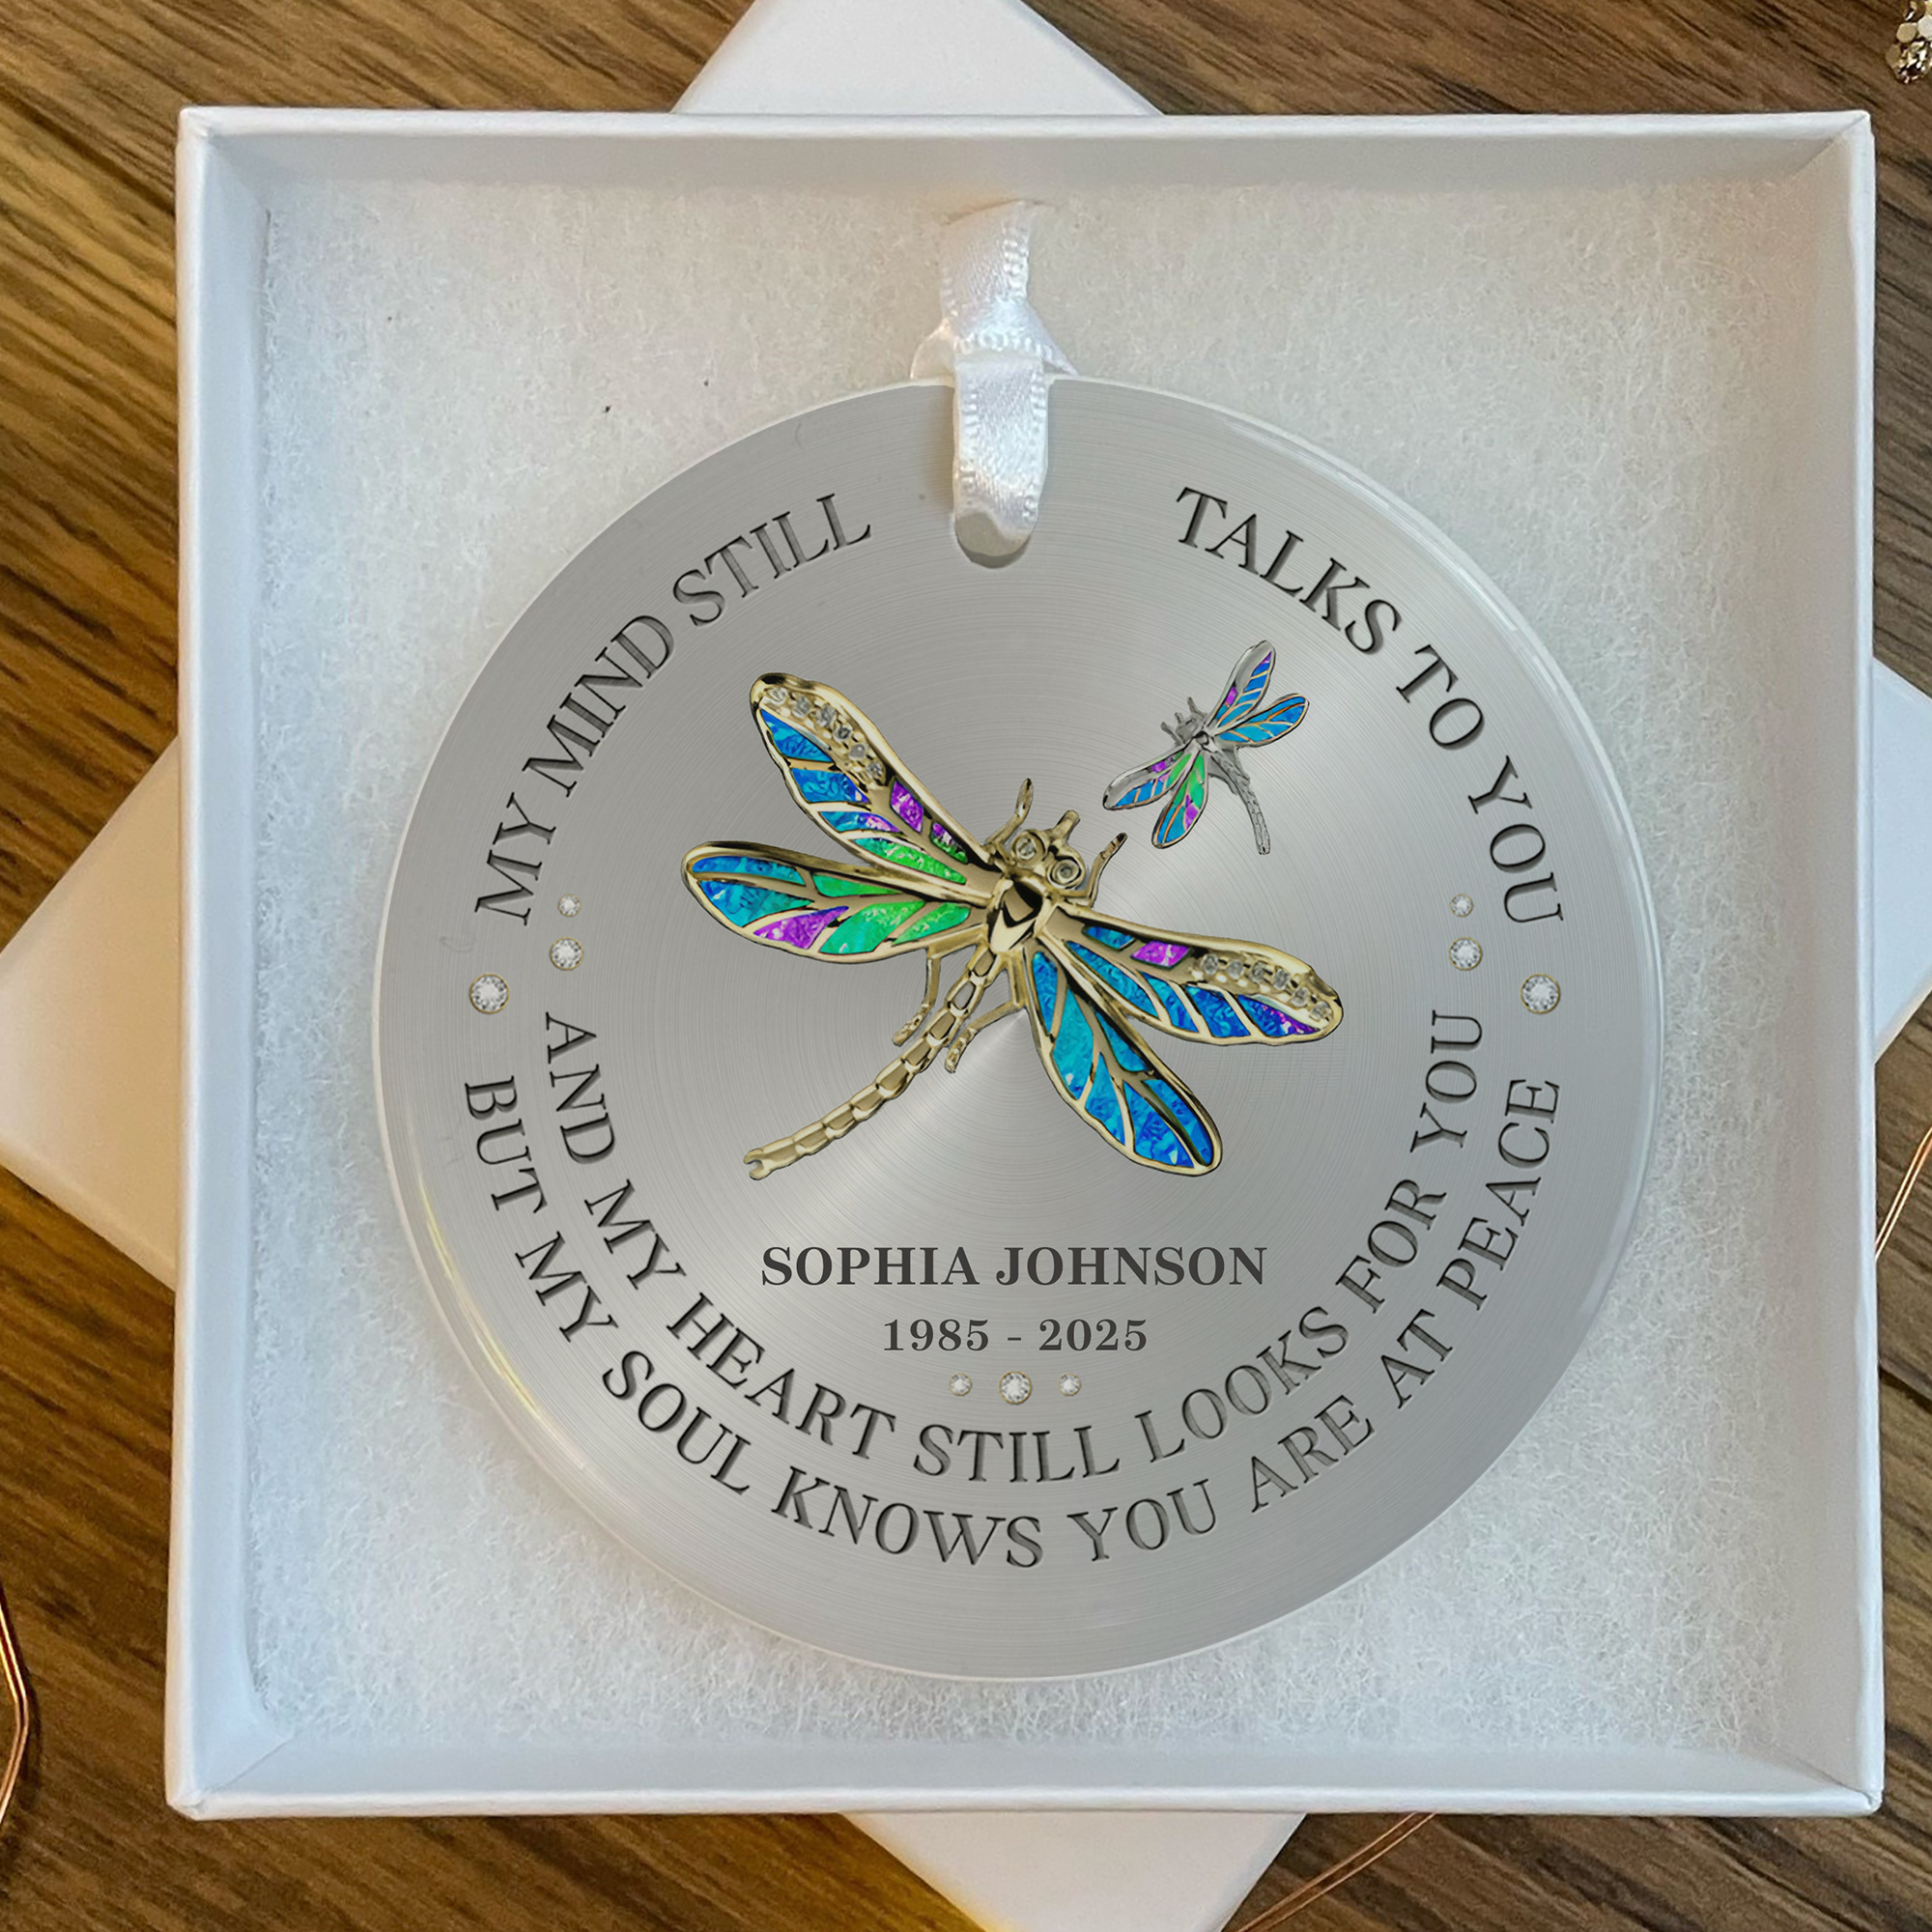 MY MIND STILL TALKS TO YOU
AND MY HEART STILL LOOKS FOR YOU
BUT MY SOUL KNOWS YOU ARE AT PEACE
SOPHIA JOHNSON
1985 - 2025